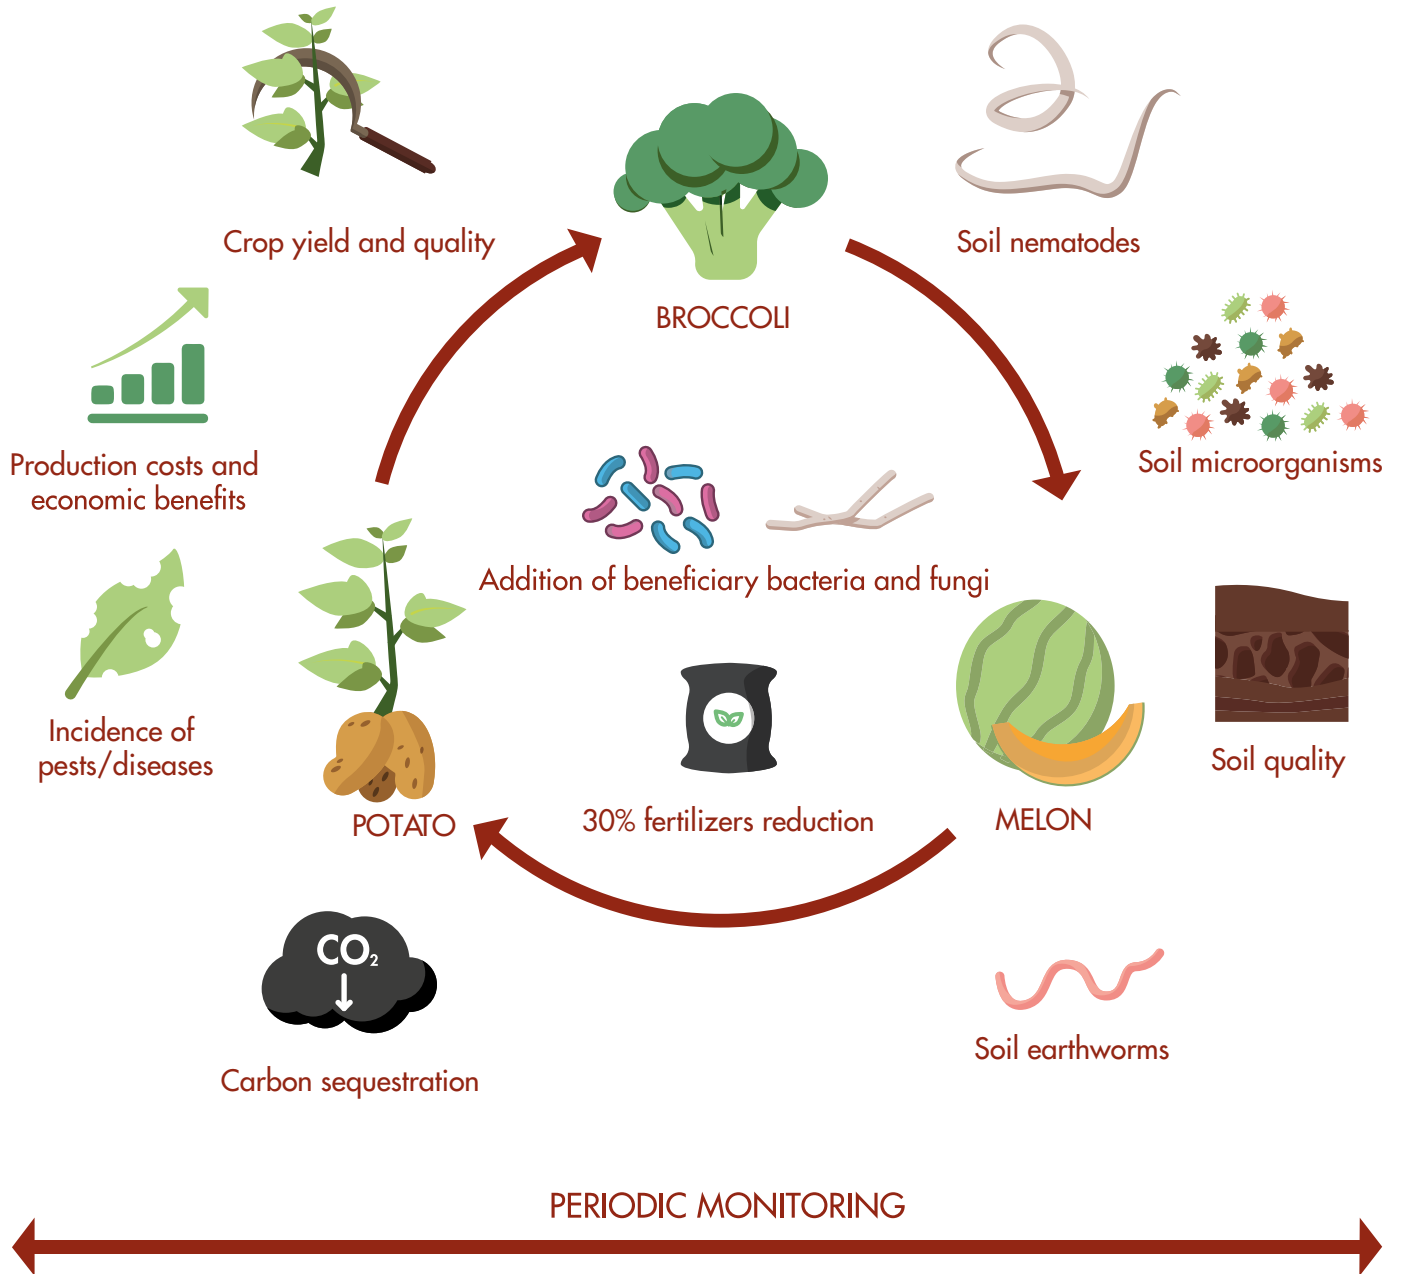 Crop yield and quality
Soil nematodes
BROCCOLI
Production costs and
economic benefits
Soil microorganisms
Addition of beneficiary bacteria and fungi
Incidence of
pests/diseases
Soil quality
POTATO
30% fertilizers reduction
MELON
CO₂
Soil earthworms
Carbon sequestration
PERIODIC MONITORING